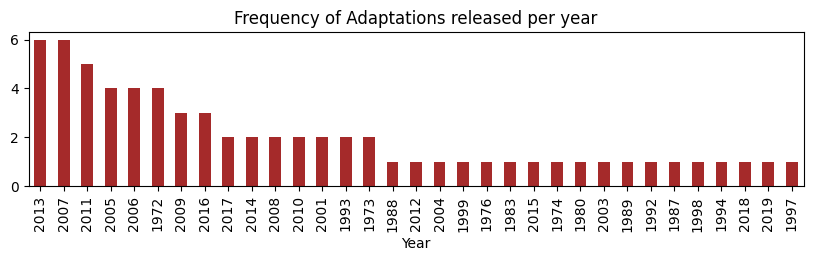 Frequency of Adaptations released per year
6
4
2
0
2013 2007 2011 2005 2006 1972 2009 2016 2017 2014 2008 2010 2001 1993 1973 1988 2012 2004 1999 1976 1983 2015 1974 1980 2003 1989 1992 1987 1998 1994 2018 2019 1997
Year